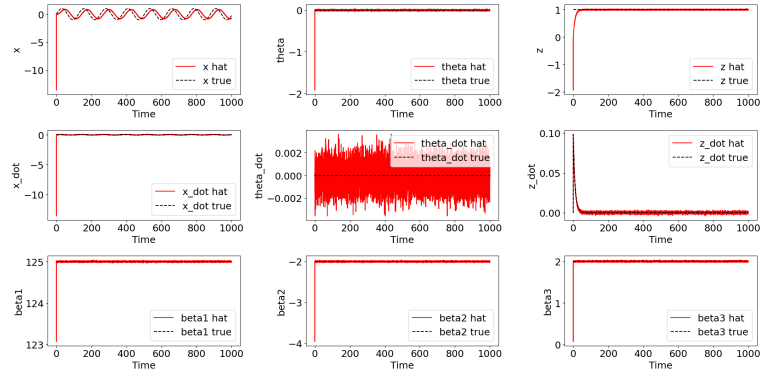 x
0
−5
−10
x hat
x true
0 200 400 600 800 1000
Time
theta
0
−1
−2
theta hat
theta true
0 200 400 600 800 1000
Time
z
1
0
−1
−2
z hat
z true
0 200 400 600 800 1000
Time
x_dot
0
−5
−10
x_dot hat
x_dot true
0 200 400 600 800 1000
Time
theta_dot
0.002
0.000
−0.002
theta_dot hat
theta_dot true
0 200 400 600 800 1000
Time
z_dot
0.10
0.05
0.00
z_dot hat
z_dot true
0 200 400 600 800 1000
Time
beta1
125
124
123
beta1 hat
beta1 true
0 200 400 600 800 1000
Time
beta2
−2
−3
−4
beta2 hat
beta2 true
0 200 400 600 800 1000
Time
beta3
2
1
0
beta3 hat
beta3 true
0 200 400 600 800 1000
Time